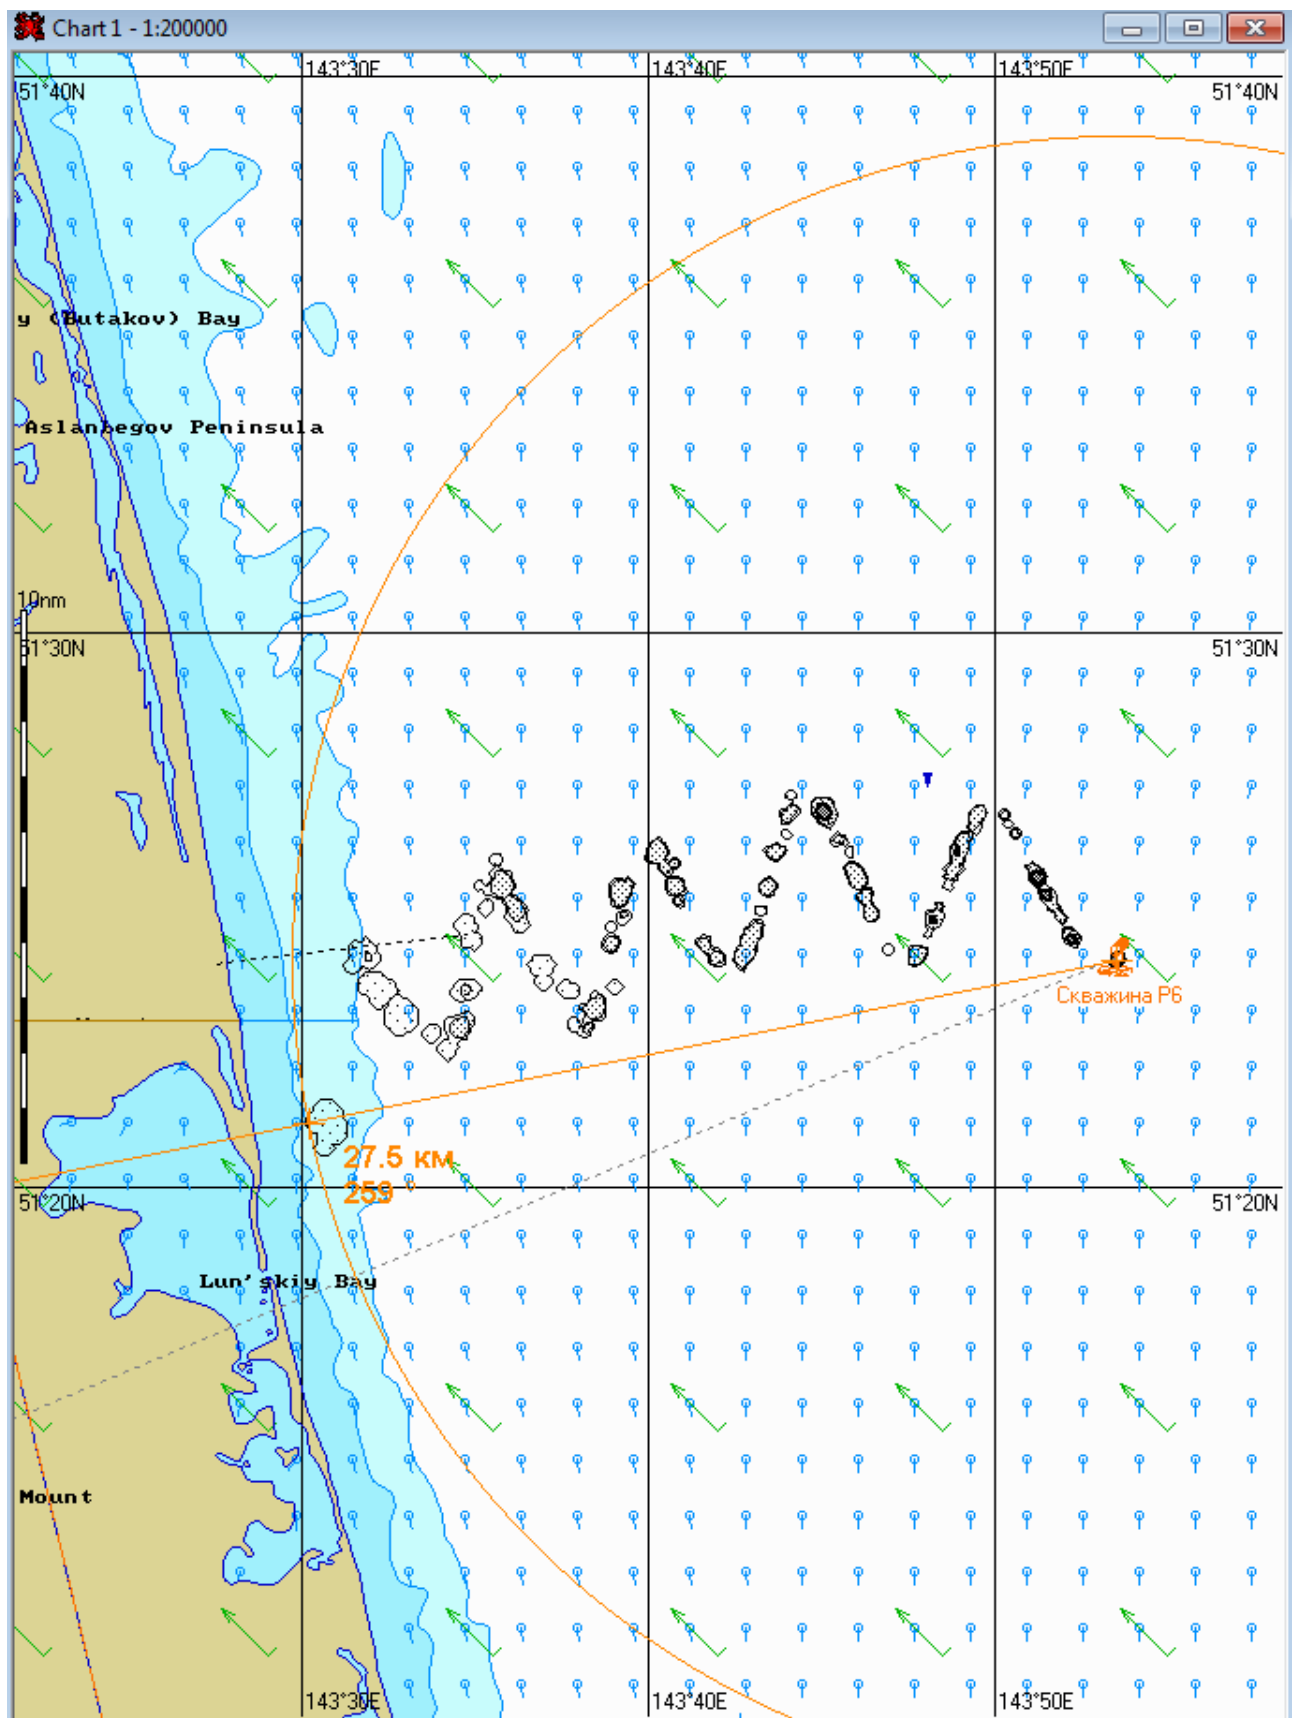 Chart 1 - 1:200000
143°30E 143°40E 143°50E
51°40N 51°40N
y (Butakov) Bay
Aslanbegov Peninsula
10nm
51°30N 51°30N
Скважина P6
27.5 км
259 °
51°20N 51°20N
Lun'skiy Bay
Mount
143°30E 143°40E 143°50E